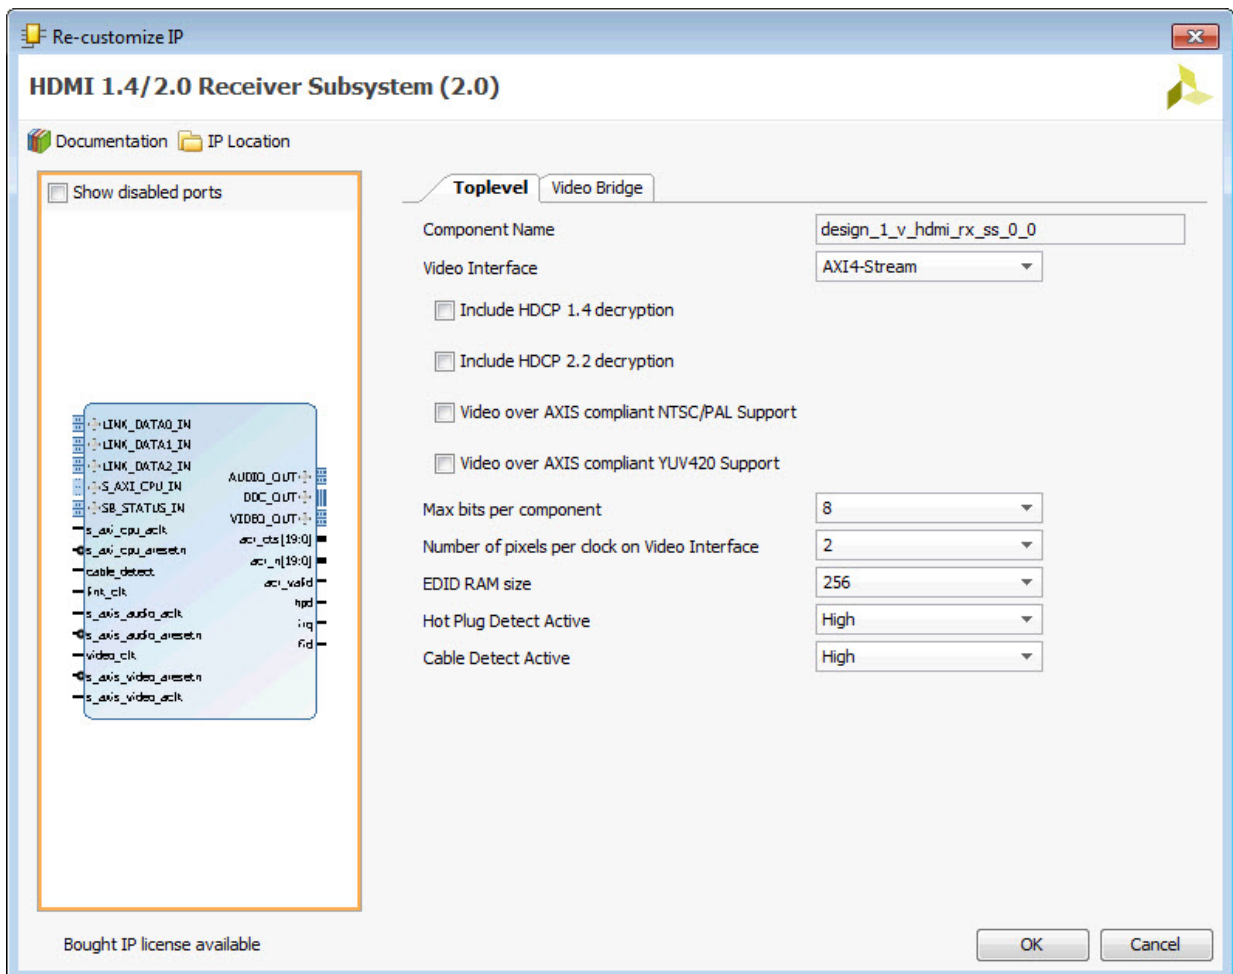 Re-customize IP
HDMI 1.4/2.0 Receiver Subsystem (2.0)
Documentation IP Location
Show disabled ports
LINK_DATA0_IN
LINK_DATA1_IN
LINK_DATA2_IN
S_AXI_CPU_IN
SB_STATUS_IN
s_axi_cpu_aclk
s_axi_cpu_aresetn
cable_detect
link_clk
s_axis_audio_aclk
s_axis_audio_aresetn
video_clk
s_axis_video_aresetn
s_axis_video_aclk
AUDIO_OUT
DDC_OUT
VIDEO_OUT
acr_cts[19:0]
acr_n[19:0]
acr_valid
hpd
irq
fid
Toplevel Video Bridge
Component Name design_1_v_hdmi_rx_ss_0_0
Video Interface AXI4-Stream
Include HDCP 1.4 decryption
Include HDCP 2.2 decryption
Video over AXIS compliant NTSC/PAL Support
Video over AXIS compliant YUV420 Support
Max bits per component 8
Number of pixels per clock on Video Interface 2
EDID RAM size 256
Hot Plug Detect Active High
Cable Detect Active High
Bought IP license available
OK Cancel